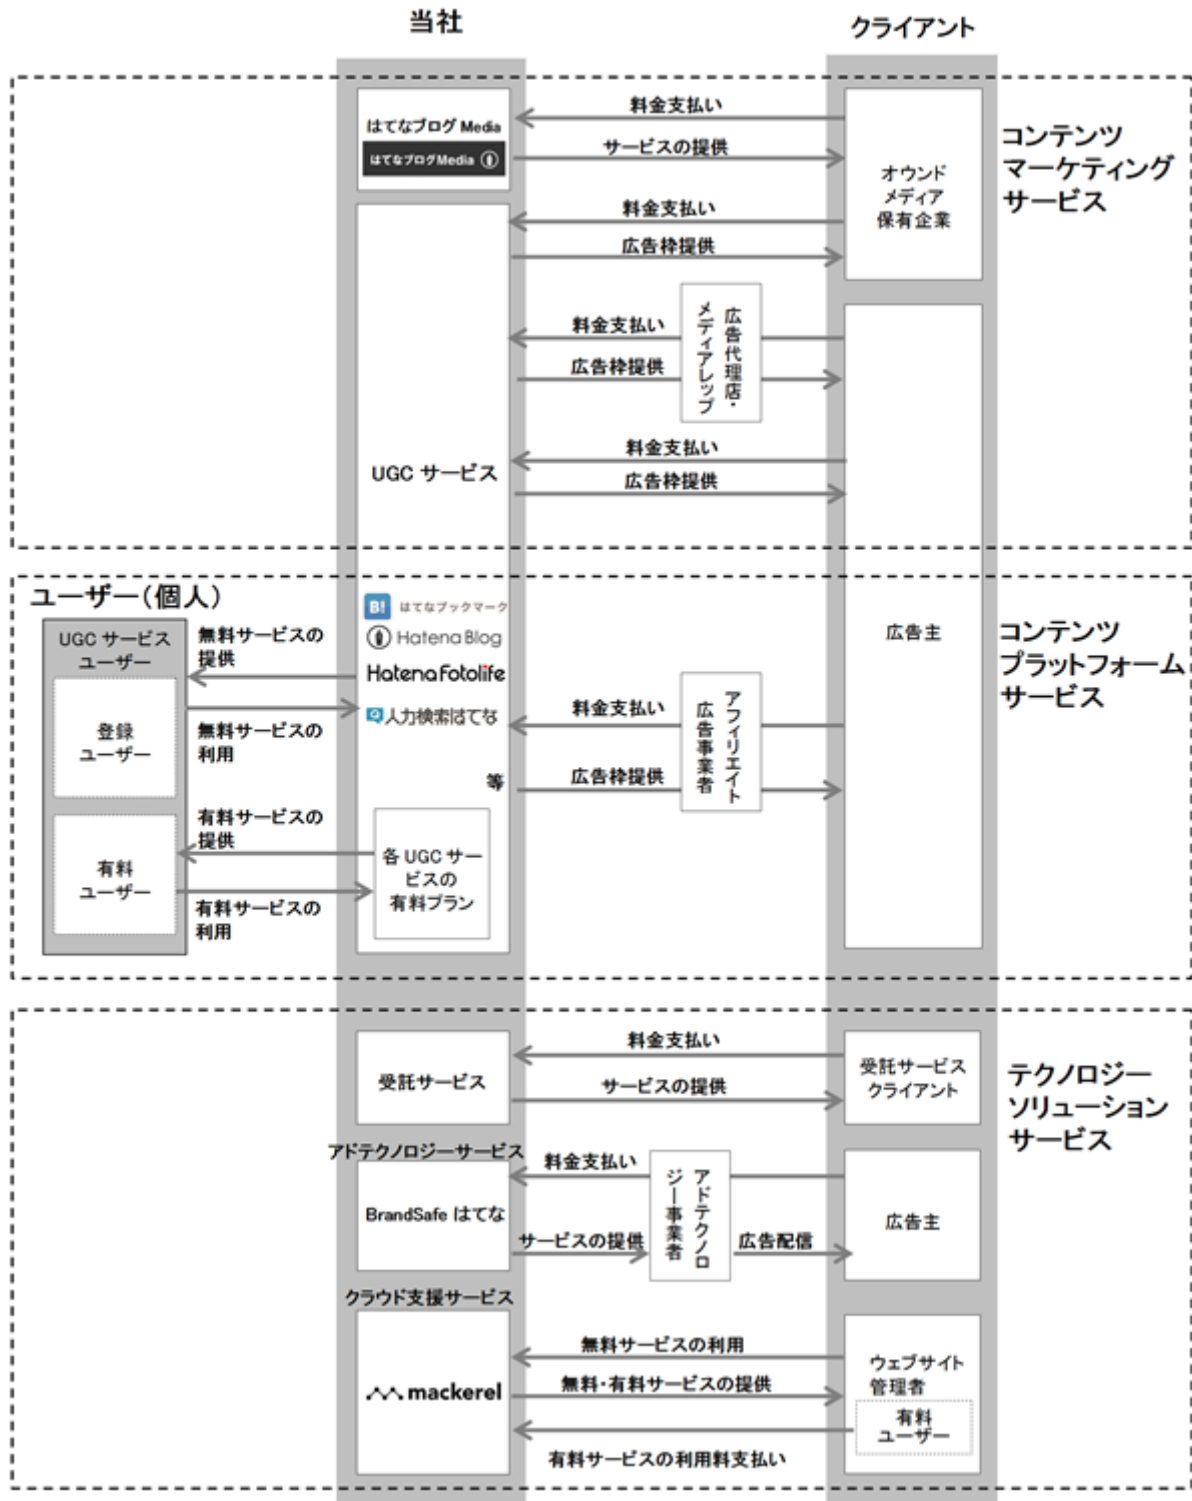 当社
クライアント
はてなブログ Media
はてなブログMedia
料金支払い
サービスの提供
オウンド
メディア
保有企業
コンテンツ
マーケティング
サービス
料金支払い
広告枠提供
料金支払い
広告枠提供
広告代理店・
メディアレップ
UGC サービス
料金支払い
広告枠提供
ユーザー(個人)
UGC サービス
ユーザー
登録
ユーザー
有料
ユーザー
無料サービスの
提供
無料サービスの
利用
有料サービスの
提供
有料サービスの
利用
B! はてなブックマーク
Hatena Blog
Hatena Fotolife
人力検索はてな
等
各 UGC サー
ビスの
有料プラン
料金支払い
広告枠提供
アフィリエイト
広告事業者
広告主
コンテンツ
プラットフォーム
サービス
受託サービス
料金支払い
サービスの提供
受託サービス
クライアント
テクノロジー
ソリューション
サービス
アドテクノロジーサービス
BrandSafe はてな
料金支払い
サービスの提供
アドテクノロ
ジー事業者
広告配信
広告主
クラウド支援サービス
mackerel
無料サービスの利用
無料・有料サービスの提供
有料サービスの利用料支払い
ウェブサイト
管理者
有料
ユーザー